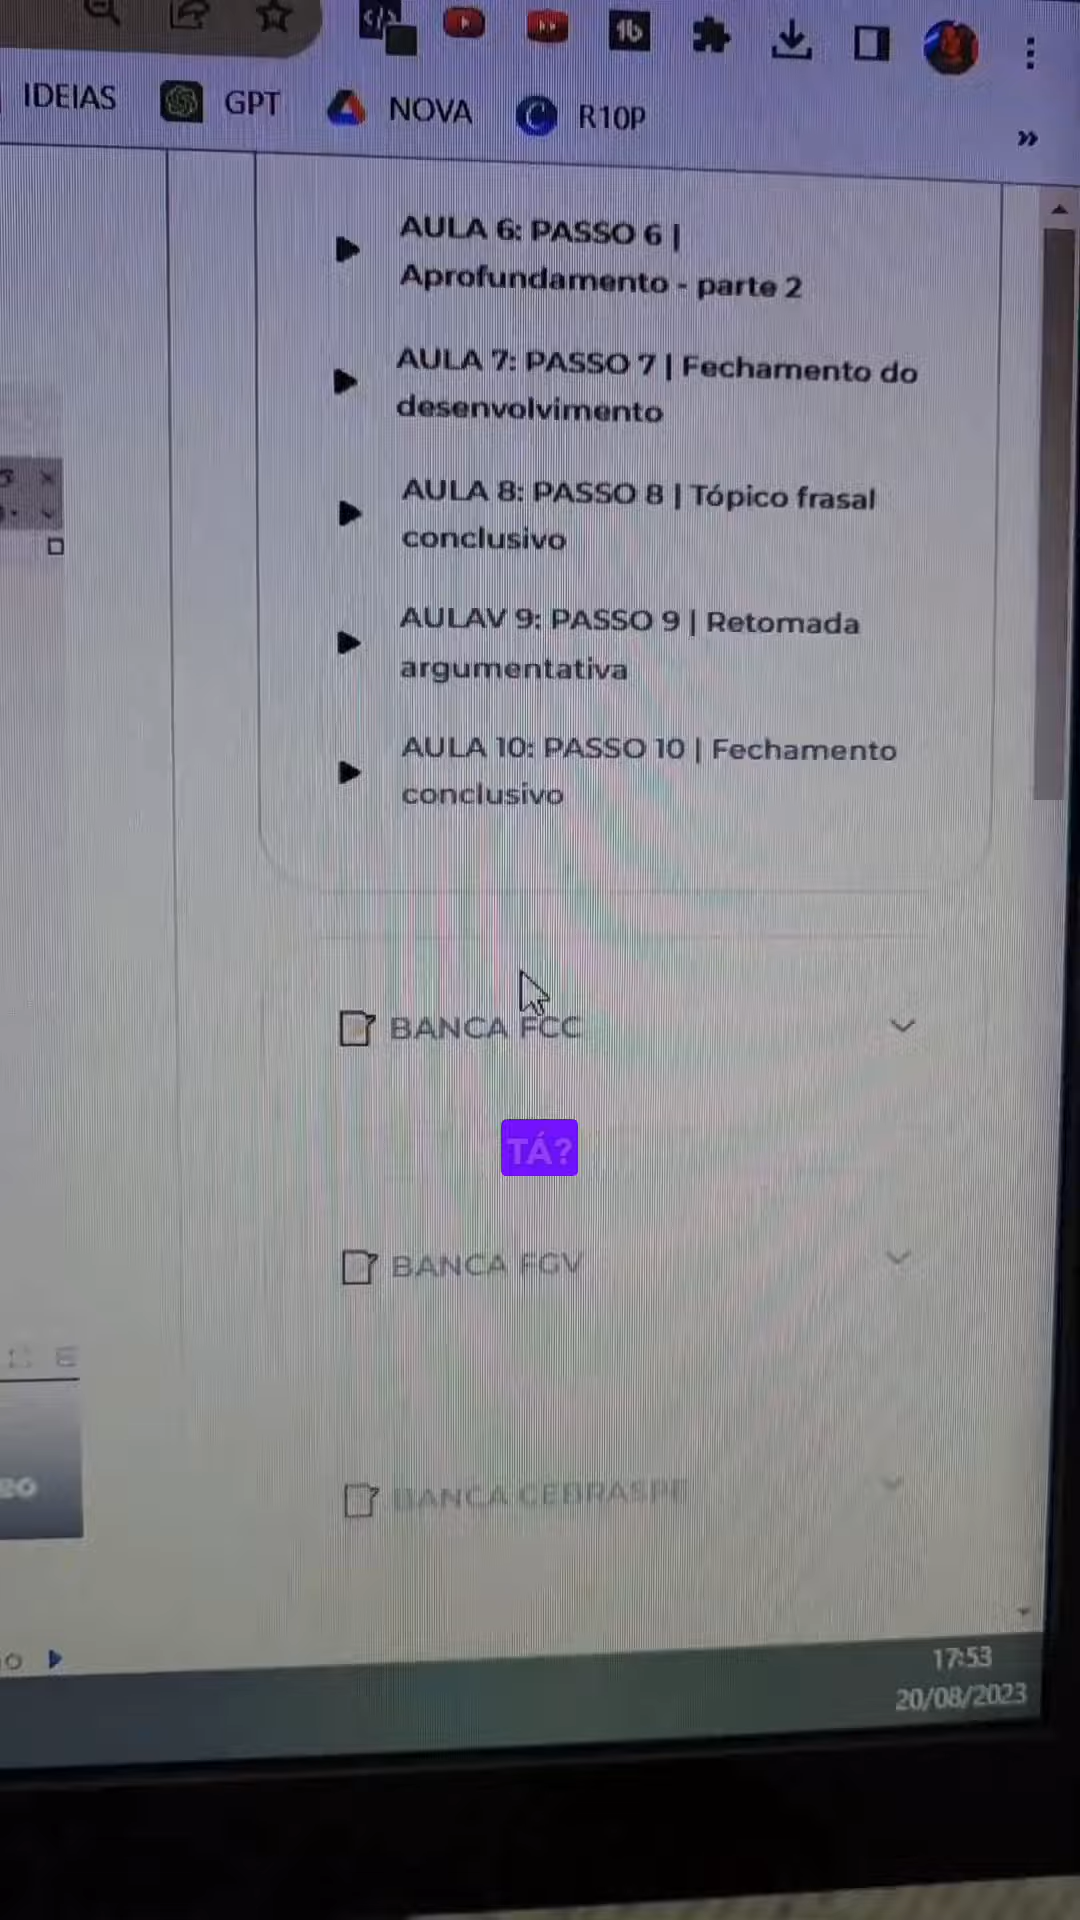 IDEIAS GPT NOVA R10P
AULA 6: PASSO 6 |
Aprofundamento - parte 2
AULA 7: PASSO 7 | Fechamento do
desenvolvimento
AULA 8: PASSO 8 | Tópico frasal
conclusivo
AULAV 9: PASSO 9 | Retomada
argumentativa
AULA 10: PASSO 10 | Fechamento
conclusivo
BANCA FCC
TÁ?
BANCA FGV
BANCA CEBRASPE
17:53
20/08/2023